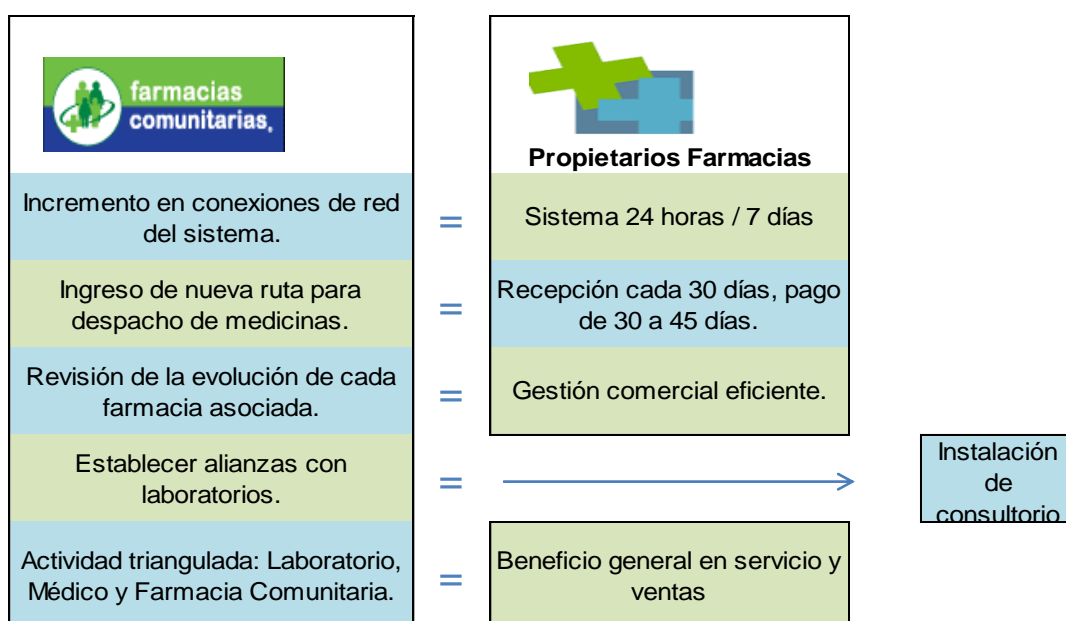 farmacias
comunitarias,
Propietarios Farmacias
Incremento en conexiones de red
del sistema.
=
Sistema 24 horas / 7 días
Ingreso de nueva ruta para
despacho de medicinas.
=
Recepción cada 30 días, pago
de 30 a 45 días.
Revisión de la evolución de cada
farmacia asociada.
=
Gestión comercial eficiente.
Establecer alianzas con
laboratorios.
=
Instalación
de
consultorio
Actividad triangulada: Laboratorio,
Médico y Farmacia Comunitaria.
=
Beneficio general en servicio y
ventas